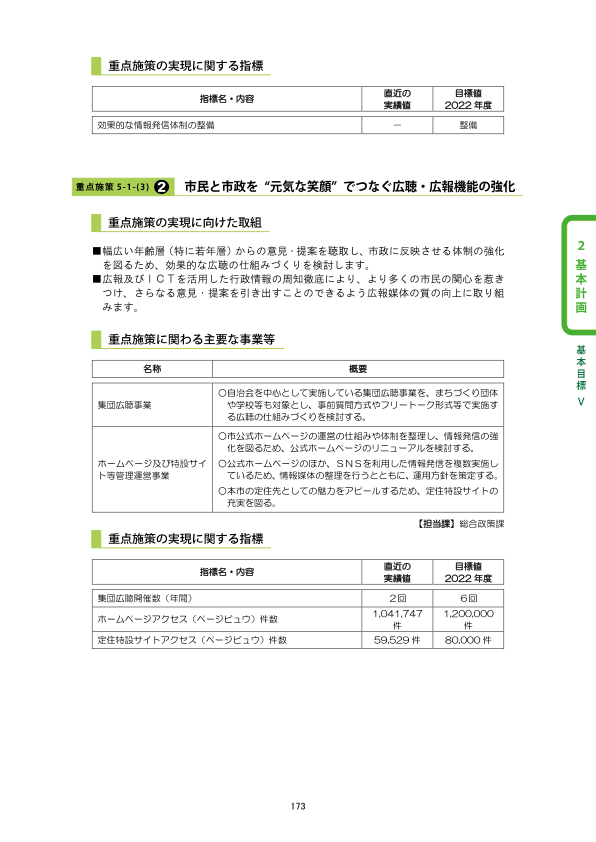 重点施策の実現に関する指標
指標名・内容
直近の
実績値
目標値
2022 年度
効果的な情報発信体制の整備
－
整備
重点施策 5-1-(3) ❷ 市民と市政を“元気な笑顔”でつなぐ広聴・広報機能の強化
重点施策の実現に向けた取組
■幅広い年齢層（特に若年層）からの意見・提案を聴取し、市政に反映させる体制の強化
を図るため、効果的な広聴の仕組みづくりを検討します。
■広報及びＩＣＴを活用した行政情報の周知徹底により、より多くの市民の関心を惹き
つけ、さらなる意見・提案を引き出すことのできるよう広報媒体の質の向上に取り組
みます。
重点施策に関わる主要な事業等
名称
概要
集団広聴事業
○自治会を中心として実施している集団広聴事業を、まちづくり団体
や学校等も対象とし、事前質問方式やフリートーク形式等で実施す
る広聴の仕組みづくりを検討する。
ホームページ及び特設サイ
ト等管理運営事業
○市公式ホームページの運営の仕組みや体制を整理し、情報発信の強
化を図るため、公式ホームページのリニューアルを検討する。
○公式ホームページのほか、ＳＮＳを利用した情報発信を複数実施し
ているため、情報媒体の整理を行うとともに、運用方針を策定する。
○本市の定住先としての魅力をアピールするため、定住特設サイトの
充実を図る。
【担当課】総合政策課
重点施策の実現に関する指標
指標名・内容
直近の
実績値
目標値
2022 年度
集団広聴開催数（年間）
２回
６回
ホームページアクセス（ページビュウ）件数
1,041,747
件
1,200,000
件
定住特設サイトアクセス（ページビュウ）件数
59,529 件
80,000 件
2
基本計画
基本目標
Ⅴ
173